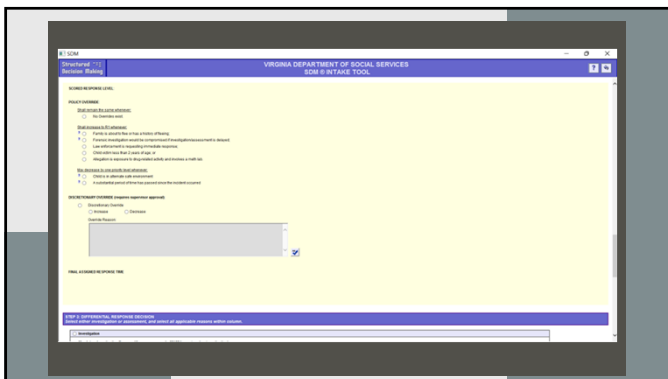 SDM
Structured
Decision Making
VIRGINIA DEPARTMENT OF SOCIAL SERVICES
SDM ® INTAKE TOOL
SCORED RESPONSE LEVEL:
POLICY OVERRIDE
Shall remain the same whenever:
No Overrides exist.
Shall increase to R1 whenever:
Family is about to flee or has a history of fleeing
Forensic investigation would be compromised if investigation/assessment is delayed
Law enforcement is requesting immediate response
Child victim less than 2 years of age; or
Allegation is exposure to drug-related activity and involves a meth lab
May decrease to one priority level whenever:
Child is in alternate safe environment
A substantial period of time has passed since the incident occurred
DISCRETIONARY OVERRIDE (requires supervisor approval)
Discretionary Override
Increase Decrease
Override Reason:
FINAL ASSIGNED RESPONSE TIME
DIFFERENTIAL RESPONSE DECISION
Select either investigation or assessment, and select all applicable reasons within column.
Investigation